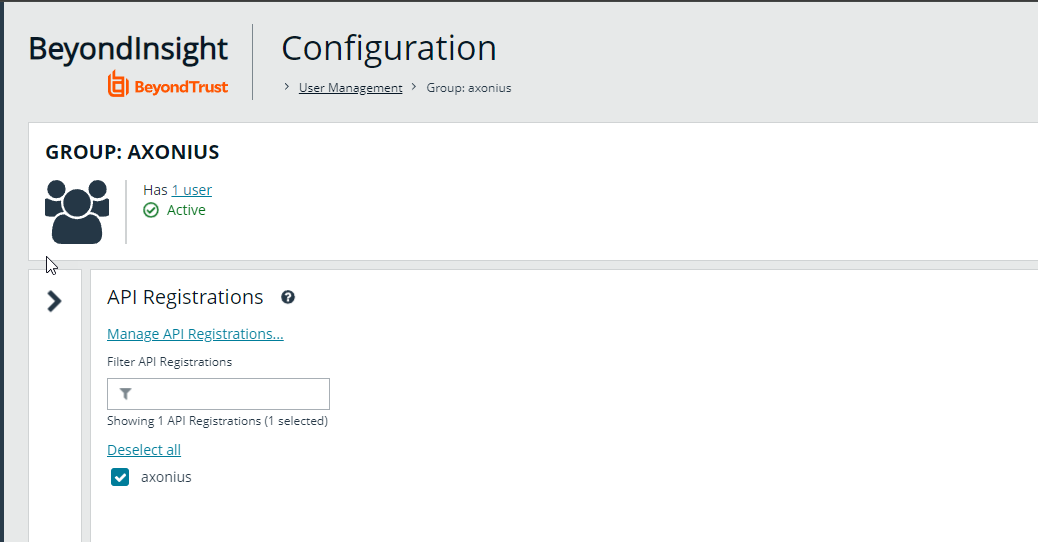 BeyondInsight
BeyondTrust
Configuration
> User Management > Group: axonius
GROUP: AXONIUS
Has 1 user
Active
API Registrations
Manage API Registrations...
Filter API Registrations
Showing 1 API Registrations (1 selected)
Deselect all
axonius